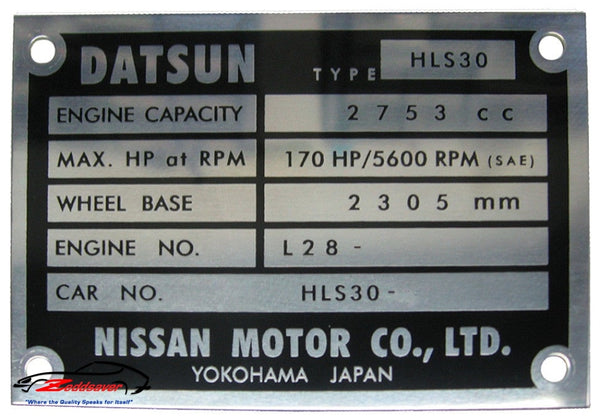 DATSUN TYPE HLS30
ENGINE CAPACITY 2753 cc
MAX. HP at RPM 170 HP/5600 RPM (SAE)
WHEEL BASE 2305 mm
ENGINE NO. L28-
CAR NO. HLS30-
NISSAN MOTOR CO., LTD.
YOKOHAMA JAPAN
Zeddsaver
"Where the Quality Speaks for Itself"